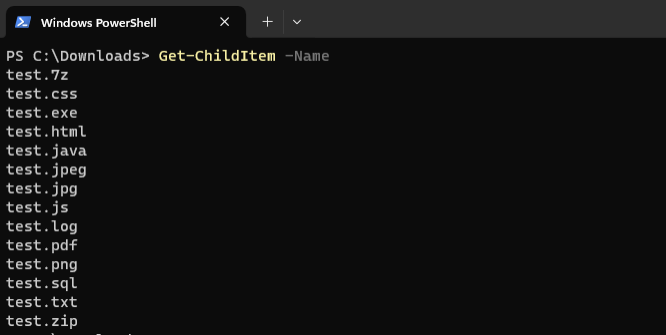 Windows PowerShell
PS C:\Downloads> Get-ChildItem -Name
test.7z
test.css
test.exe
test.html
test.java
test.jpeg
test.jpg
test.js
test.log
test.pdf
test.png
test.sql
test.txt
test.zip